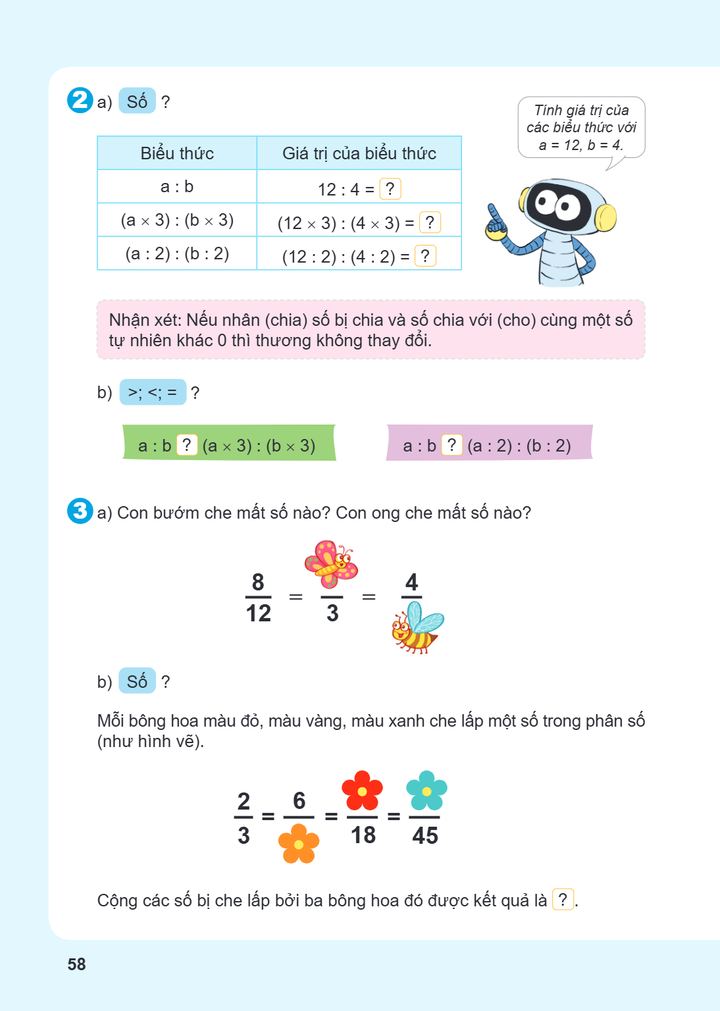 2 a) Số ?
Tính giá trị của
các biểu thức với
a = 12, b = 4.
Biểu thức Giá trị của biểu thức
a : b 12 : 4 = ?
(a × 3) : (b × 3) (12 × 3) : (4 × 3) = ?
(a : 2) : (b : 2) (12 : 2) : (4 : 2) = ?
Nhận xét: Nếu nhân (chia) số bị chia và số chia với (cho) cùng một số
tự nhiên khác 0 thì thương không thay đổi.
b) >; <; = ?
a : b ? (a × 3) : (b × 3) a : b ? (a : 2) : (b : 2)
3 a) Con bướm che mất số nào? Con ong che mất số nào?
8 4
= =
12 3
b) Số ?
Mỗi bông hoa màu đỏ, màu vàng, màu xanh che lấp một số trong phân số
(như hình vẽ).
2 6
= = =
3 18 45
Cộng các số bị che lấp bởi ba bông hoa đó được kết quả là ? .
58